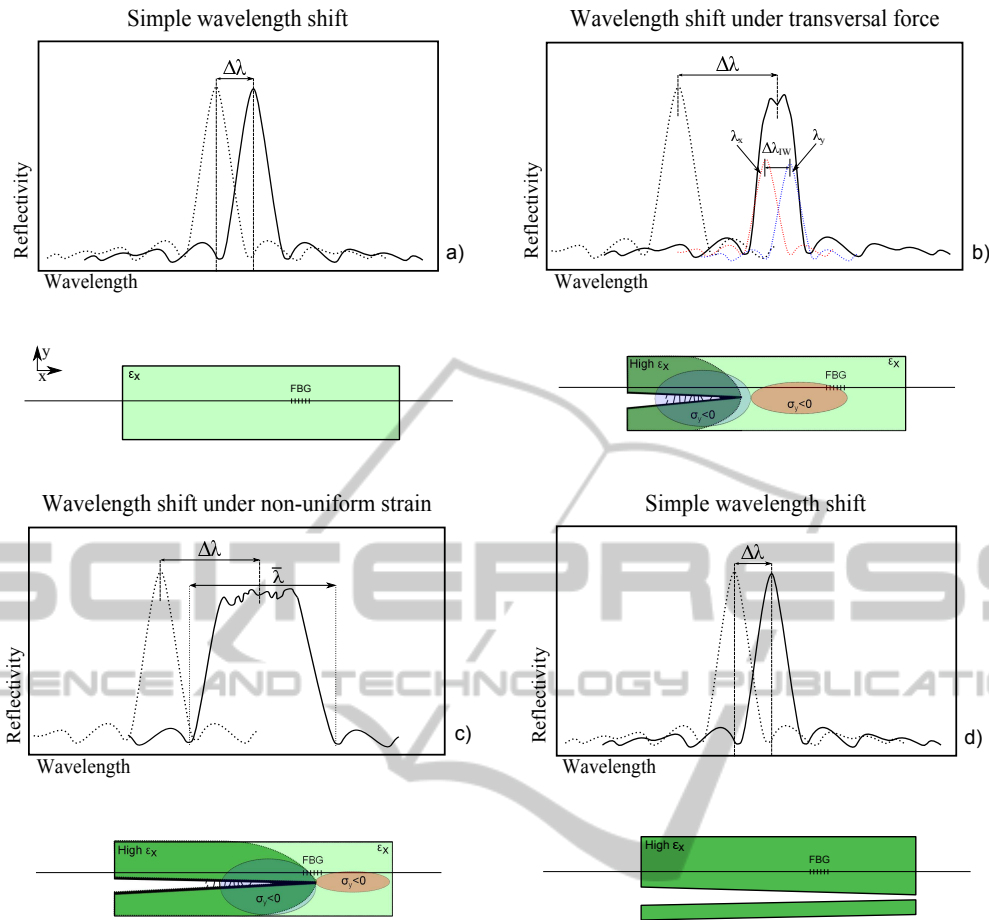 Simple wavelength shift
Wavelength shift under transversal force
Δλ
Reflectivity
Wavelength
a)
Δλ
λx
ΔλIW
λy
Reflectivity
Wavelength
b)
y
x
εx
FBG
High εx
εx
FBG
σy<0
σy<0
Wavelength shift under non-uniform strain
Simple wavelength shift
Δλ
λ̅
Reflectivity
Wavelength
c)
Δλ
Reflectivity
Wavelength
d)
SCITEPRESS
SCIENCE AND TECHNOLOGY PUBLICATIONS
High εx
εx
FBG
σy<0
σy<0
High εx
FBG